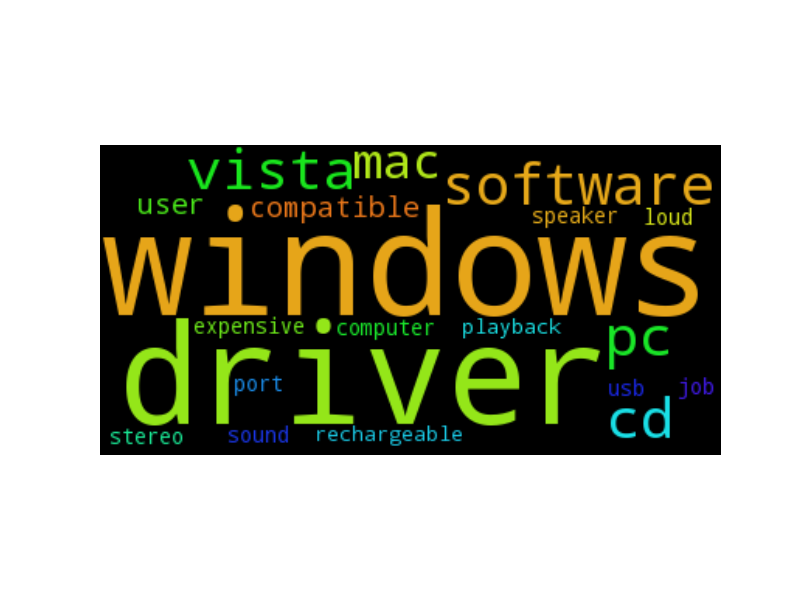 vista mac software
user compatible speaker loud
windows
expensive computer playback pc
driver
port usb job
cd
stereo sound rechargeable